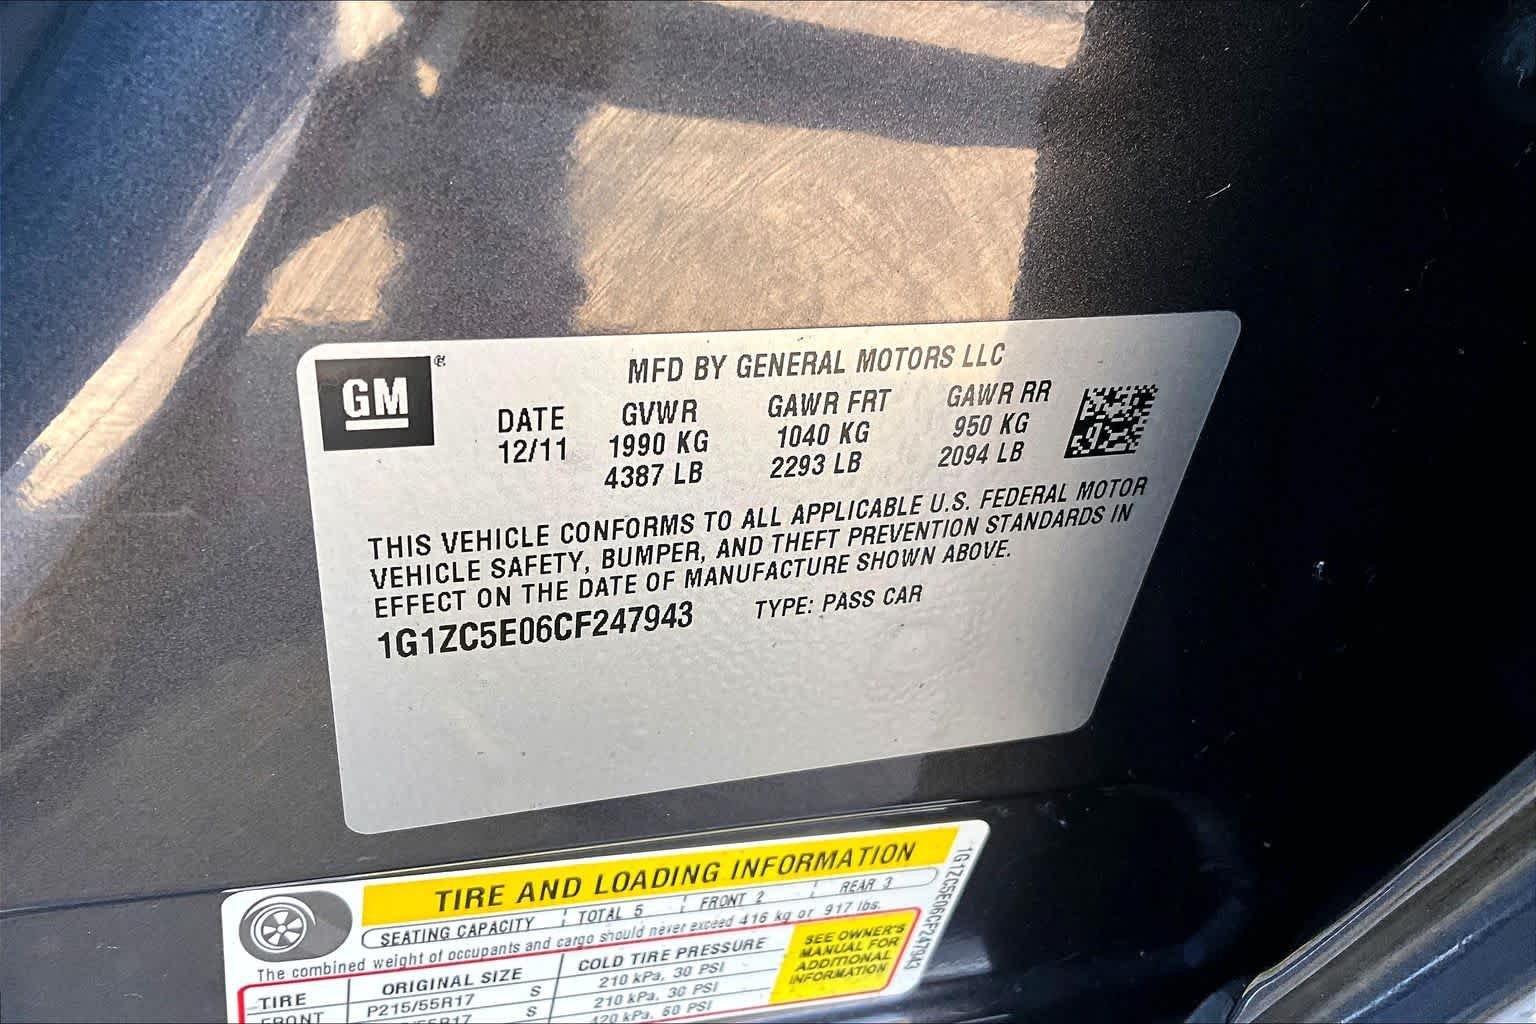 GM ®
MFD BY GENERAL MOTORS LLC
DATE GVWR GAWR FRT GAWR RR
12/11 1990 KG 1040 KG 950 KG
4387 LB 2293 LB 2094 LB
THIS VEHICLE CONFORMS TO ALL APPLICABLE U.S. FEDERAL MOTOR
VEHICLE SAFETY, BUMPER, AND THEFT PREVENTION STANDARDS IN
EFFECT ON THE DATE OF MANUFACTURE SHOWN ABOVE.
1G1ZC5E06CF247943 TYPE: PASS CAR
TIRE AND LOADING INFORMATION
SEATING CAPACITY TOTAL 5 FRONT 2 REAR 3
The combined weight of occupants and cargo should never exceed 416 kg or 917 lbs.
TIRE ORIGINAL SIZE COLD TIRE PRESSURE
FRONT P215/55R17 S 210 kPa, 30 PSI
S 210 kPa, 30 PSI
420 kPa, 60 PSI
SEE OWNER'S
MANUAL FOR
ADDITIONAL
INFORMATION
1G1ZC5E06CF247943